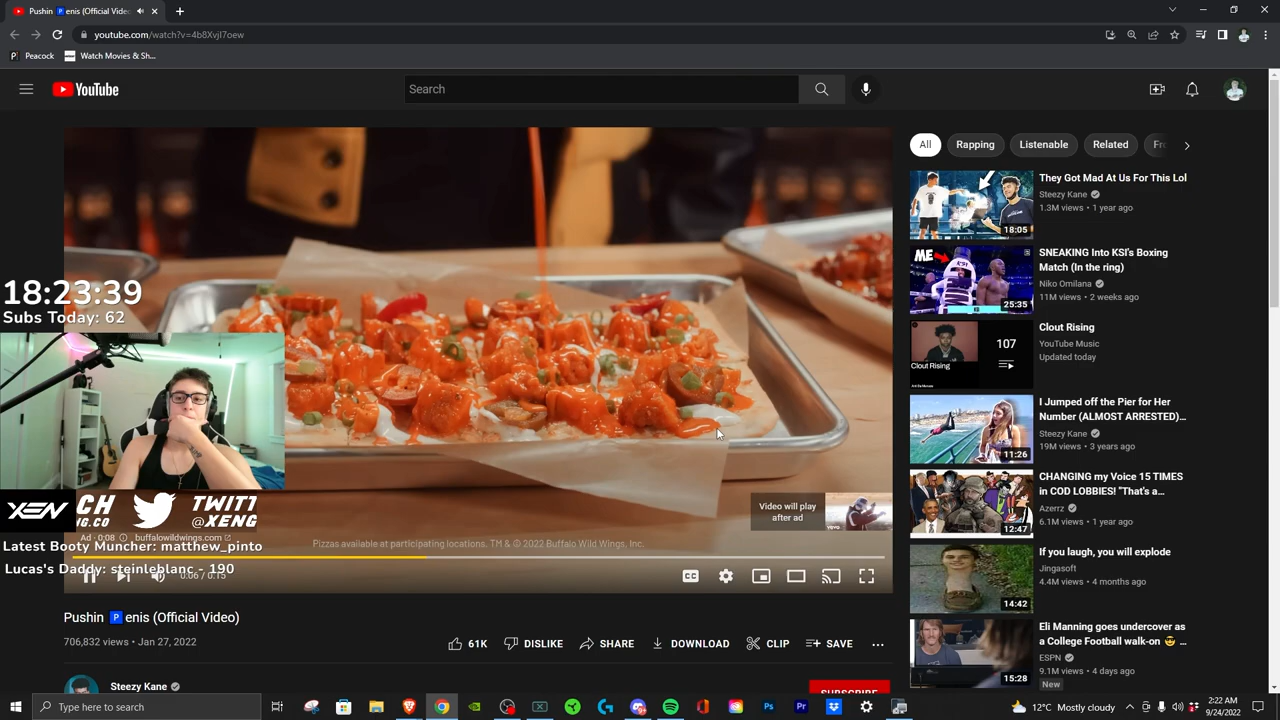 Pushin 🅿️enis (Official Video)
youtube.com/watch?v=4b8XvjI7oew
Peacock
Watch Movies & Sh...
YouTube
Search
All
Rapping
Listenable
Related
18:23:39
Subs Today: 62
XEN
Latest Booty Muncher: matthew_pinto
Lucas's Daddy: steinleblanc - 190
Ad · 0:08
buffalowildwings.com
0:06 / 0:15
Pizzas available at participating locations. TM & © 2022 Buffalo Wild Wings, Inc.
Video will play
after ad
vevo
CC
Pushin 🅿️enis (Official Video)
706,832 views • Jan 27, 2022
61K
DISLIKE
SHARE
DOWNLOAD
CLIP
SAVE
Steezy Kane
SUBSCRIBE
They Got Mad At Us For This Lol
Steezy Kane
1.3M views • 1 year ago
18:05
SNEAKING Into KSI's Boxing
Match (In the ring)
Niko Omilana
11M views • 2 weeks ago
ME
KSI
25:35
Clout Rising
YouTube Music
Updated today
107
Clout Rising
I Jumped off the Pier for Her
Number (ALMOST ARRESTED)...
Steezy Kane
19M views • 3 years ago
11:26
CHANGING my Voice 15 TIMES
in COD LOBBIES! "That's a...
Azerrz
6.1M views • 1 year ago
12:47
If you laugh, you will explode
Jingasoft
4.4M views • 4 months ago
14:42
Eli Manning goes undercover as
a College Football walk-on 😎 ...
ESPN
9.1M views • 4 days ago
New
15:28
Type here to search
12°C Mostly cloudy
2:22 AM
9/24/2022